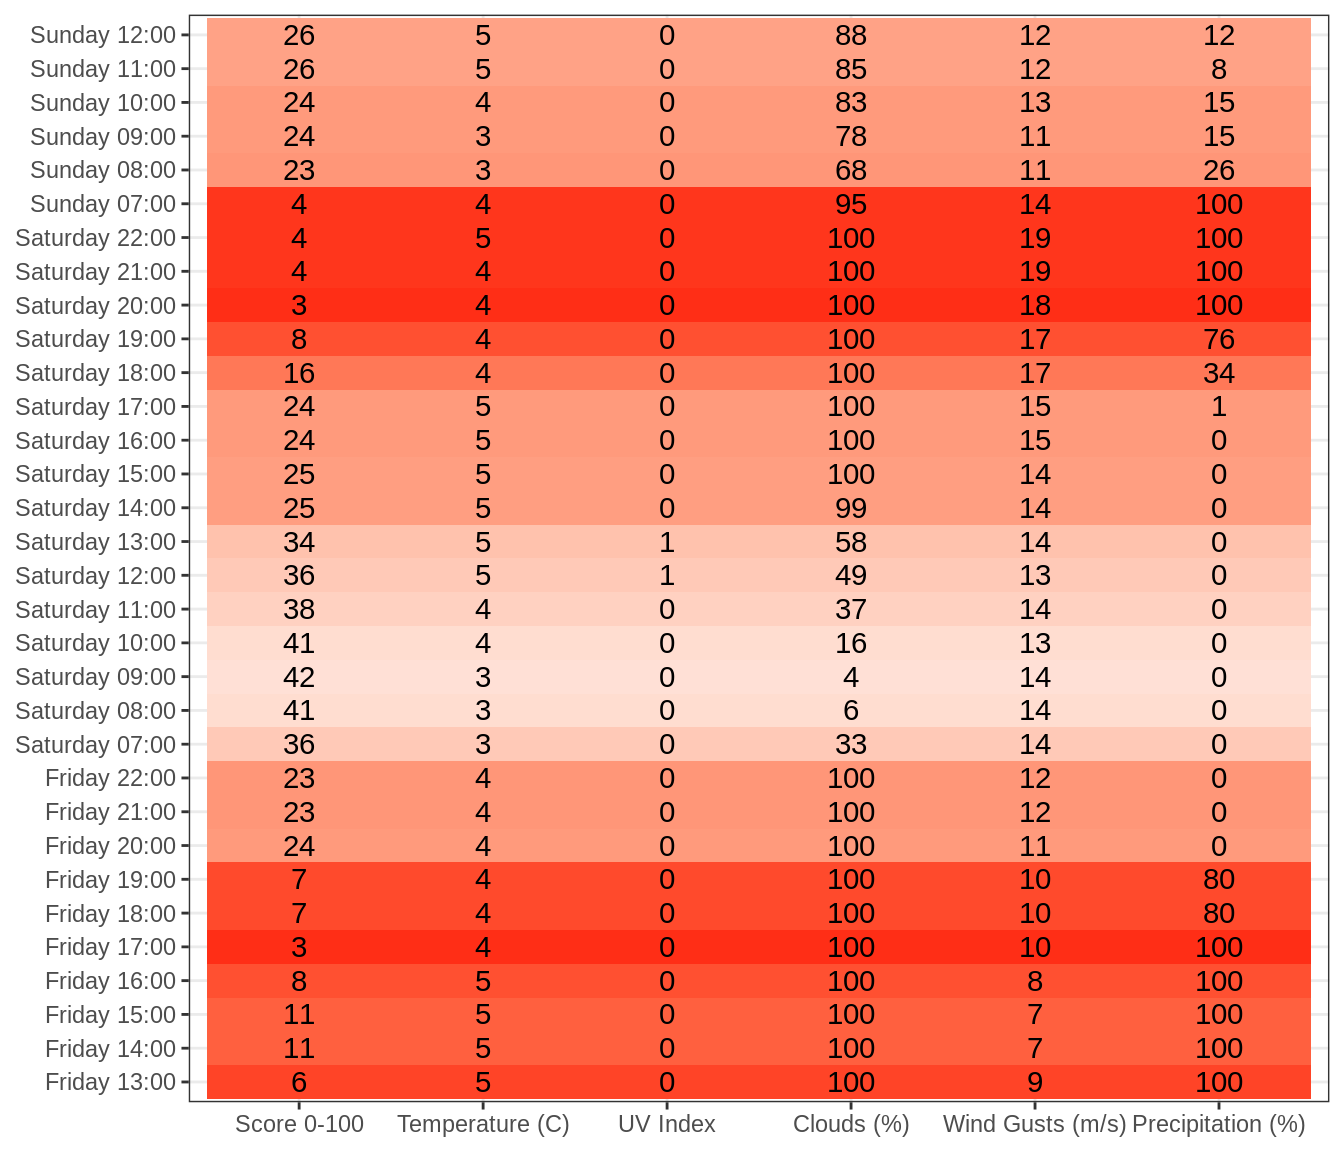 Sunday 12:00 26 5 0 88 12 12
Sunday 11:00 26 5 0 85 12 8
Sunday 10:00 24 4 0 83 13 15
Sunday 09:00 24 3 0 78 11 15
Sunday 08:00 23 3 0 68 11 26
Sunday 07:00 4 4 0 95 14 100
Saturday 22:00 4 5 0 100 19 100
Saturday 21:00 4 4 0 100 19 100
Saturday 20:00 3 4 0 100 18 100
Saturday 19:00 8 4 0 100 17 76
Saturday 18:00 16 4 0 100 17 34
Saturday 17:00 24 5 0 100 15 1
Saturday 16:00 24 5 0 100 15 0
Saturday 15:00 25 5 0 100 14 0
Saturday 14:00 25 5 0 99 14 0
Saturday 13:00 34 5 1 58 14 0
Saturday 12:00 36 5 1 49 13 0
Saturday 11:00 38 4 0 37 14 0
Saturday 10:00 41 4 0 16 13 0
Saturday 09:00 42 3 0 4 14 0
Saturday 08:00 41 3 0 6 14 0
Saturday 07:00 36 3 0 33 14 0
Friday 22:00 23 4 0 100 12 0
Friday 21:00 23 4 0 100 12 0
Friday 20:00 24 4 0 100 11 0
Friday 19:00 7 4 0 100 10 80
Friday 18:00 7 4 0 100 10 80
Friday 17:00 3 4 0 100 10 100
Friday 16:00 8 5 0 100 8 100
Friday 15:00 11 5 0 100 7 100
Friday 14:00 11 5 0 100 7 100
Friday 13:00 6 5 0 100 9 100
Score 0-100 Temperature (C) UV Index Clouds (%) Wind Gusts (m/s) Precipitation (%)